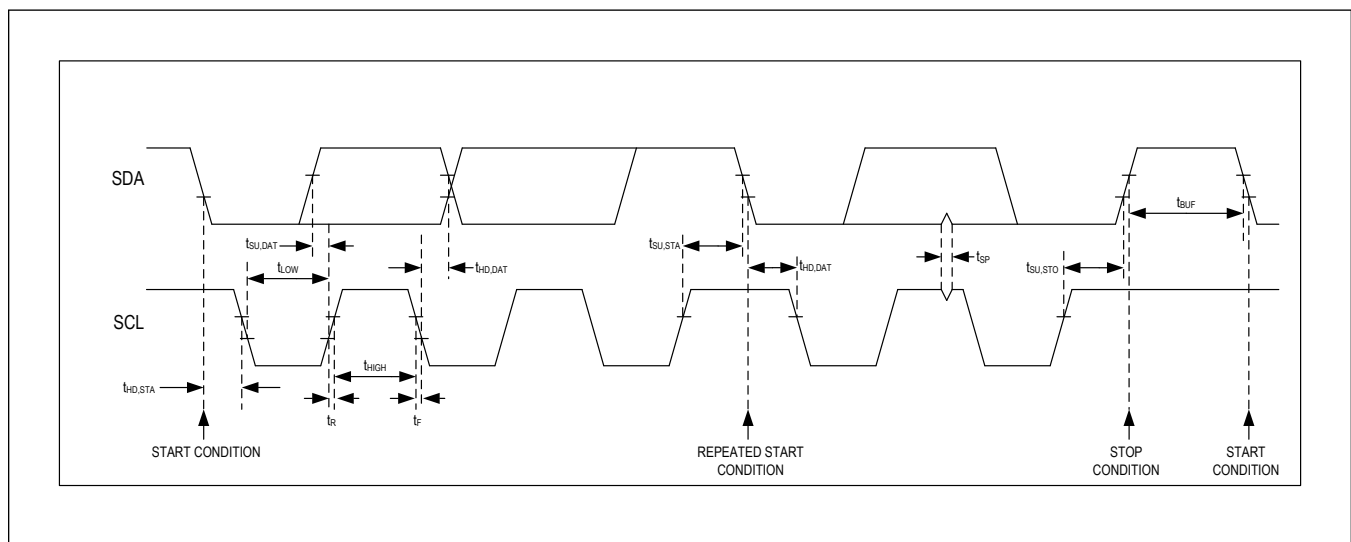 SDA
tSU,DAT
tLOW
tHD,DAT
tSU,STA
tHD,DAT
tSP
tSU,STO
tBUF
SCL
tHD,STA
tR
tHIGH
tF
START CONDITION
REPEATED START
CONDITION
STOP
CONDITION
START
CONDITION